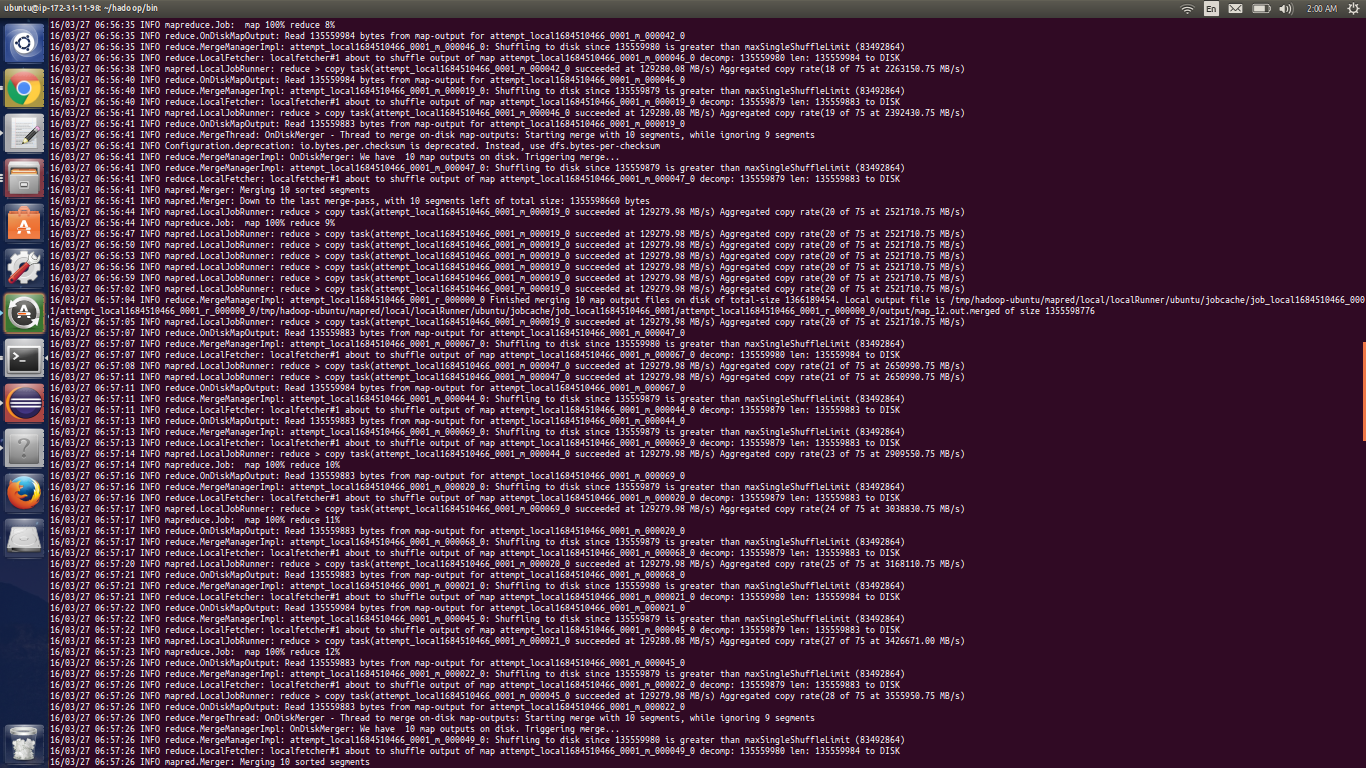 ubuntu@ip-172-31-11-98: ~/hadoop/bin
En
2:00 AM
16/03/27 06:56:35 INFO mapreduce.Job:  map 100% reduce 8%
16/03/27 06:56:35 INFO reduce.OnDiskMapOutput: Read 135559984 bytes from map-output for attempt_local1684510466_0001_m_000042_0
16/03/27 06:56:35 INFO reduce.MergeManagerImpl: attempt_local1684510466_0001_m_000046_0: Shuffling to disk since 135559980 is greater than maxSingleShuffleLimit (83492864)
16/03/27 06:56:35 INFO reduce.LocalFetcher: localfetcher#1 about to shuffle output of map attempt_local1684510466_0001_m_000046_0 decomp: 135559980 len: 135559984 to DISK
16/03/27 06:56:38 INFO mapred.LocalJobRunner: reduce > copy task(attempt_local1684510466_0001_m_000042_0 succeeded at 129280.08 MB/s) Aggregated copy rate(18 of 75 at 2263150.75 MB/s)
16/03/27 06:56:40 INFO reduce.OnDiskMapOutput: Read 135559984 bytes from map-output for attempt_local1684510466_0001_m_000046_0
16/03/27 06:56:40 INFO reduce.MergeManagerImpl: attempt_local1684510466_0001_m_000019_0: Shuffling to disk since 135559879 is greater than maxSingleShuffleLimit (83492864)
16/03/27 06:56:40 INFO reduce.LocalFetcher: localfetcher#1 about to shuffle output of map attempt_local1684510466_0001_m_000019_0 decomp: 135559879 len: 135559883 to DISK
16/03/27 06:56:41 INFO mapred.LocalJobRunner: reduce > copy task(attempt_local1684510466_0001_m_000046_0 succeeded at 129280.08 MB/s) Aggregated copy rate(19 of 75 at 2392430.75 MB/s)
16/03/27 06:56:41 INFO reduce.OnDiskMapOutput: Read 135559883 bytes from map-output for attempt_local1684510466_0001_m_000019_0
16/03/27 06:56:41 INFO reduce.MergeThread: OnDiskMerger - Thread to merge on-disk map-outputs: Starting merge with 10 segments, while ignoring 9 segments
16/03/27 06:56:41 INFO Configuration.deprecation: io.bytes.per.checksum is deprecated. Instead, use dfs.bytes-per-checksum
16/03/27 06:56:41 INFO reduce.MergeManagerImpl: OnDiskMerger: We have  10 map outputs on disk. Triggering merge...
16/03/27 06:56:41 INFO reduce.MergeManagerImpl: attempt_local1684510466_0001_m_000047_0: Shuffling to disk since 135559879 is greater than maxSingleShuffleLimit (83492864)
16/03/27 06:56:41 INFO reduce.LocalFetcher: localfetcher#1 about to shuffle output of map attempt_local1684510466_0001_m_000047_0 decomp: 135559879 len: 135559883 to DISK
16/03/27 06:56:41 INFO mapred.Merger: Merging 10 sorted segments
16/03/27 06:56:41 INFO mapred.Merger: Down to the last merge-pass, with 10 segments left of total size: 1355598660 bytes
16/03/27 06:56:44 INFO mapred.LocalJobRunner: reduce > copy task(attempt_local1684510466_0001_m_000019_0 succeeded at 129279.98 MB/s) Aggregated copy rate(20 of 75 at 2521710.75 MB/s)
16/03/27 06:56:44 INFO mapreduce.Job:  map 100% reduce 9%
16/03/27 06:56:47 INFO mapred.LocalJobRunner: reduce > copy task(attempt_local1684510466_0001_m_000019_0 succeeded at 129279.98 MB/s) Aggregated copy rate(20 of 75 at 2521710.75 MB/s)
16/03/27 06:56:50 INFO mapred.LocalJobRunner: reduce > copy task(attempt_local1684510466_0001_m_000019_0 succeeded at 129279.98 MB/s) Aggregated copy rate(20 of 75 at 2521710.75 MB/s)
16/03/27 06:56:53 INFO mapred.LocalJobRunner: reduce > copy task(attempt_local1684510466_0001_m_000019_0 succeeded at 129279.98 MB/s) Aggregated copy rate(20 of 75 at 2521710.75 MB/s)
16/03/27 06:56:56 INFO mapred.LocalJobRunner: reduce > copy task(attempt_local1684510466_0001_m_000019_0 succeeded at 129279.98 MB/s) Aggregated copy rate(20 of 75 at 2521710.75 MB/s)
16/03/27 06:56:59 INFO mapred.LocalJobRunner: reduce > copy task(attempt_local1684510466_0001_m_000019_0 succeeded at 129279.98 MB/s) Aggregated copy rate(20 of 75 at 2521710.75 MB/s)
16/03/27 06:57:02 INFO mapred.LocalJobRunner: reduce > copy task(attempt_local1684510466_0001_m_000019_0 succeeded at 129279.98 MB/s) Aggregated copy rate(20 of 75 at 2521710.75 MB/s)
16/03/27 06:57:04 INFO reduce.MergeManagerImpl: attempt_local1684510466_0001_r_000000_0 Finished merging 10 map output files on disk of total-size 1366189454. Local output file is /tmp/hadoop-ubuntu/mapred/local/localRunner/ubuntu/jobcache/job_local1684510466_000
1/attempt_local1684510466_0001_r_000000_0/tmp/hadoop-ubuntu/mapred/local/localRunner/ubuntu/jobcache/job_local1684510466_0001/attempt_local1684510466_0001_r_000000_0/output/map_12.out.merged of size 1355598776
16/03/27 06:57:05 INFO mapred.LocalJobRunner: reduce > copy task(attempt_local1684510466_0001_m_000019_0 succeeded at 129279.98 MB/s) Aggregated copy rate(20 of 75 at 2521710.75 MB/s)
16/03/27 06:57:07 INFO reduce.OnDiskMapOutput: Read 135559883 bytes from map-output for attempt_local1684510466_0001_m_000047_0
16/03/27 06:57:07 INFO reduce.MergeManagerImpl: attempt_local1684510466_0001_m_000067_0: Shuffling to disk since 135559980 is greater than maxSingleShuffleLimit (83492864)
16/03/27 06:57:07 INFO reduce.LocalFetcher: localfetcher#1 about to shuffle output of map attempt_local1684510466_0001_m_000067_0 decomp: 135559980 len: 135559984 to DISK
16/03/27 06:57:08 INFO mapred.LocalJobRunner: reduce > copy task(attempt_local1684510466_0001_m_000047_0 succeeded at 129279.98 MB/s) Aggregated copy rate(21 of 75 at 2650990.75 MB/s)
16/03/27 06:57:11 INFO mapred.LocalJobRunner: reduce > copy task(attempt_local1684510466_0001_m_000047_0 succeeded at 129279.98 MB/s) Aggregated copy rate(21 of 75 at 2650990.75 MB/s)
16/03/27 06:57:11 INFO reduce.OnDiskMapOutput: Read 135559984 bytes from map-output for attempt_local1684510466_0001_m_000067_0
16/03/27 06:57:11 INFO reduce.MergeManagerImpl: attempt_local1684510466_0001_m_000044_0: Shuffling to disk since 135559879 is greater than maxSingleShuffleLimit (83492864)
16/03/27 06:57:11 INFO reduce.LocalFetcher: localfetcher#1 about to shuffle output of map attempt_local1684510466_0001_m_000044_0 decomp: 135559879 len: 135559883 to DISK
16/03/27 06:57:13 INFO reduce.OnDiskMapOutput: Read 135559883 bytes from map-output for attempt_local1684510466_0001_m_000044_0
16/03/27 06:57:13 INFO reduce.MergeManagerImpl: attempt_local1684510466_0001_m_000069_0: Shuffling to disk since 135559879 is greater than maxSingleShuffleLimit (83492864)
16/03/27 06:57:13 INFO reduce.LocalFetcher: localfetcher#1 about to shuffle output of map attempt_local1684510466_0001_m_000069_0 decomp: 135559879 len: 135559883 to DISK
16/03/27 06:57:14 INFO mapred.LocalJobRunner: reduce > copy task(attempt_local1684510466_0001_m_000044_0 succeeded at 129279.98 MB/s) Aggregated copy rate(23 of 75 at 2909550.75 MB/s)
16/03/27 06:57:14 INFO mapreduce.Job:  map 100% reduce 10%
16/03/27 06:57:16 INFO reduce.OnDiskMapOutput: Read 135559883 bytes from map-output for attempt_local1684510466_0001_m_000069_0
16/03/27 06:57:16 INFO reduce.MergeManagerImpl: attempt_local1684510466_0001_m_000020_0: Shuffling to disk since 135559879 is greater than maxSingleShuffleLimit (83492864)
16/03/27 06:57:16 INFO reduce.LocalFetcher: localfetcher#1 about to shuffle output of map attempt_local1684510466_0001_m_000020_0 decomp: 135559879 len: 135559883 to DISK
16/03/27 06:57:17 INFO mapred.LocalJobRunner: reduce > copy task(attempt_local1684510466_0001_m_000069_0 succeeded at 129279.98 MB/s) Aggregated copy rate(24 of 75 at 3038830.75 MB/s)
16/03/27 06:57:17 INFO mapreduce.Job:  map 100% reduce 11%
16/03/27 06:57:17 INFO reduce.OnDiskMapOutput: Read 135559883 bytes from map-output for attempt_local1684510466_0001_m_000020_0
16/03/27 06:57:17 INFO reduce.MergeManagerImpl: attempt_local1684510466_0001_m_000068_0: Shuffling to disk since 135559879 is greater than maxSingleShuffleLimit (83492864)
16/03/27 06:57:17 INFO reduce.LocalFetcher: localfetcher#1 about to shuffle output of map attempt_local1684510466_0001_m_000068_0 decomp: 135559879 len: 135559883 to DISK
16/03/27 06:57:20 INFO mapred.LocalJobRunner: reduce > copy task(attempt_local1684510466_0001_m_000020_0 succeeded at 129279.98 MB/s) Aggregated copy rate(25 of 75 at 3168110.75 MB/s)
16/03/27 06:57:21 INFO reduce.OnDiskMapOutput: Read 135559883 bytes from map-output for attempt_local1684510466_0001_m_000068_0
16/03/27 06:57:21 INFO reduce.MergeManagerImpl: attempt_local1684510466_0001_m_000021_0: Shuffling to disk since 135559980 is greater than maxSingleShuffleLimit (83492864)
16/03/27 06:57:21 INFO reduce.LocalFetcher: localfetcher#1 about to shuffle output of map attempt_local1684510466_0001_m_000021_0 decomp: 135559980 len: 135559984 to DISK
16/03/27 06:57:22 INFO reduce.OnDiskMapOutput: Read 135559984 bytes from map-output for attempt_local1684510466_0001_m_000021_0
16/03/27 06:57:22 INFO reduce.MergeManagerImpl: attempt_local1684510466_0001_m_000045_0: Shuffling to disk since 135559879 is greater than maxSingleShuffleLimit (83492864)
16/03/27 06:57:22 INFO reduce.LocalFetcher: localfetcher#1 about to shuffle output of map attempt_local1684510466_0001_m_000045_0 decomp: 135559879 len: 135559883 to DISK
16/03/27 06:57:23 INFO mapred.LocalJobRunner: reduce > copy task(attempt_local1684510466_0001_m_000021_0 succeeded at 129280.08 MB/s) Aggregated copy rate(27 of 75 at 3426671.00 MB/s)
16/03/27 06:57:23 INFO mapreduce.Job:  map 100% reduce 12%
16/03/27 06:57:26 INFO reduce.OnDiskMapOutput: Read 135559883 bytes from map-output for attempt_local1684510466_0001_m_000045_0
16/03/27 06:57:26 INFO reduce.MergeManagerImpl: attempt_local1684510466_0001_m_000022_0: Shuffling to disk since 135559879 is greater than maxSingleShuffleLimit (83492864)
16/03/27 06:57:26 INFO reduce.LocalFetcher: localfetcher#1 about to shuffle output of map attempt_local1684510466_0001_m_000022_0 decomp: 135559879 len: 135559883 to DISK
16/03/27 06:57:26 INFO mapred.LocalJobRunner: reduce > copy task(attempt_local1684510466_0001_m_000045_0 succeeded at 129279.98 MB/s) Aggregated copy rate(28 of 75 at 3555950.75 MB/s)
16/03/27 06:57:26 INFO reduce.OnDiskMapOutput: Read 135559883 bytes from map-output for attempt_local1684510466_0001_m_000022_0
16/03/27 06:57:26 INFO reduce.MergeThread: OnDiskMerger - Thread to merge on-disk map-outputs: Starting merge with 10 segments, while ignoring 9 segments
16/03/27 06:57:26 INFO reduce.MergeManagerImpl: OnDiskMerger: We have  10 map outputs on disk. Triggering merge...
16/03/27 06:57:26 INFO reduce.MergeManagerImpl: attempt_local1684510466_0001_m_000049_0: Shuffling to disk since 135559980 is greater than maxSingleShuffleLimit (83492864)
16/03/27 06:57:26 INFO reduce.LocalFetcher: localfetcher#1 about to shuffle output of map attempt_local1684510466_0001_m_000049_0 decomp: 135559980 len: 135559984 to DISK
16/03/27 06:57:26 INFO mapred.Merger: Merging 10 sorted segments